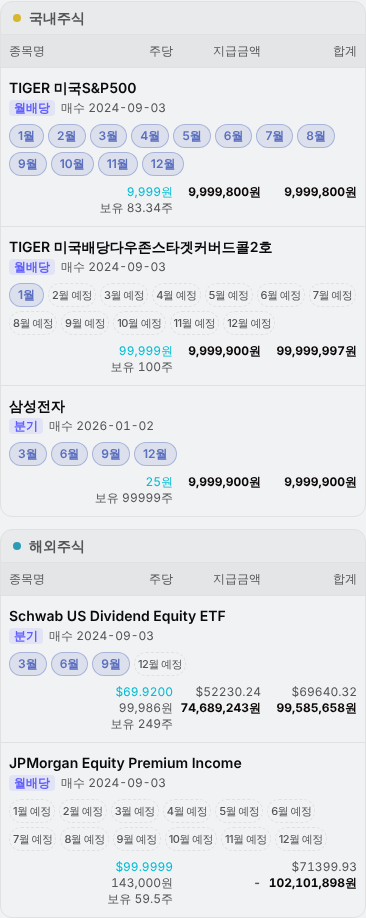 국내주식
종목명 주당 지급금액 합계
TIGER 미국S&P500
월배당 매수 2024-09-03
1월 2월 3월 4월 5월 6월 7월 8월
9월 10월 11월 12월
9,999원 9,999,800원 9,999,800원
보유 83.34주
TIGER 미국배당다우존스타겟커버드콜2호
월배당 매수 2024-09-03
1월 2월 예정 3월 예정 4월 예정 5월 예정 6월 예정 7월 예정
8월 예정 9월 예정 10월 예정 11월 예정 12월 예정
99,999원 9,999,900원 99,999,997원
보유 100주
삼성전자
분기 매수 2026-01-02
3월 6월 9월 12월
25원 9,999,900원 9,999,900원
보유 99999주
해외주식
종목명 주당 지급금액 합계
Schwab US Dividend Equity ETF
분기 매수 2024-09-03
3월 6월 9월 12월 예정
$69.9200 $52230.24 $69640.32
99,986원 74,689,243원 99,585,658원
보유 249주
JPMorgan Equity Premium Income
월배당 매수 2024-09-03
1월 예정 2월 예정 3월 예정 4월 예정 5월 예정 6월 예정
7월 예정 8월 예정 9월 예정 10월 예정 11월 예정 12월 예정
$99.9999 $71399.93
143,000원 - 102,101,898원
보유 59.5주